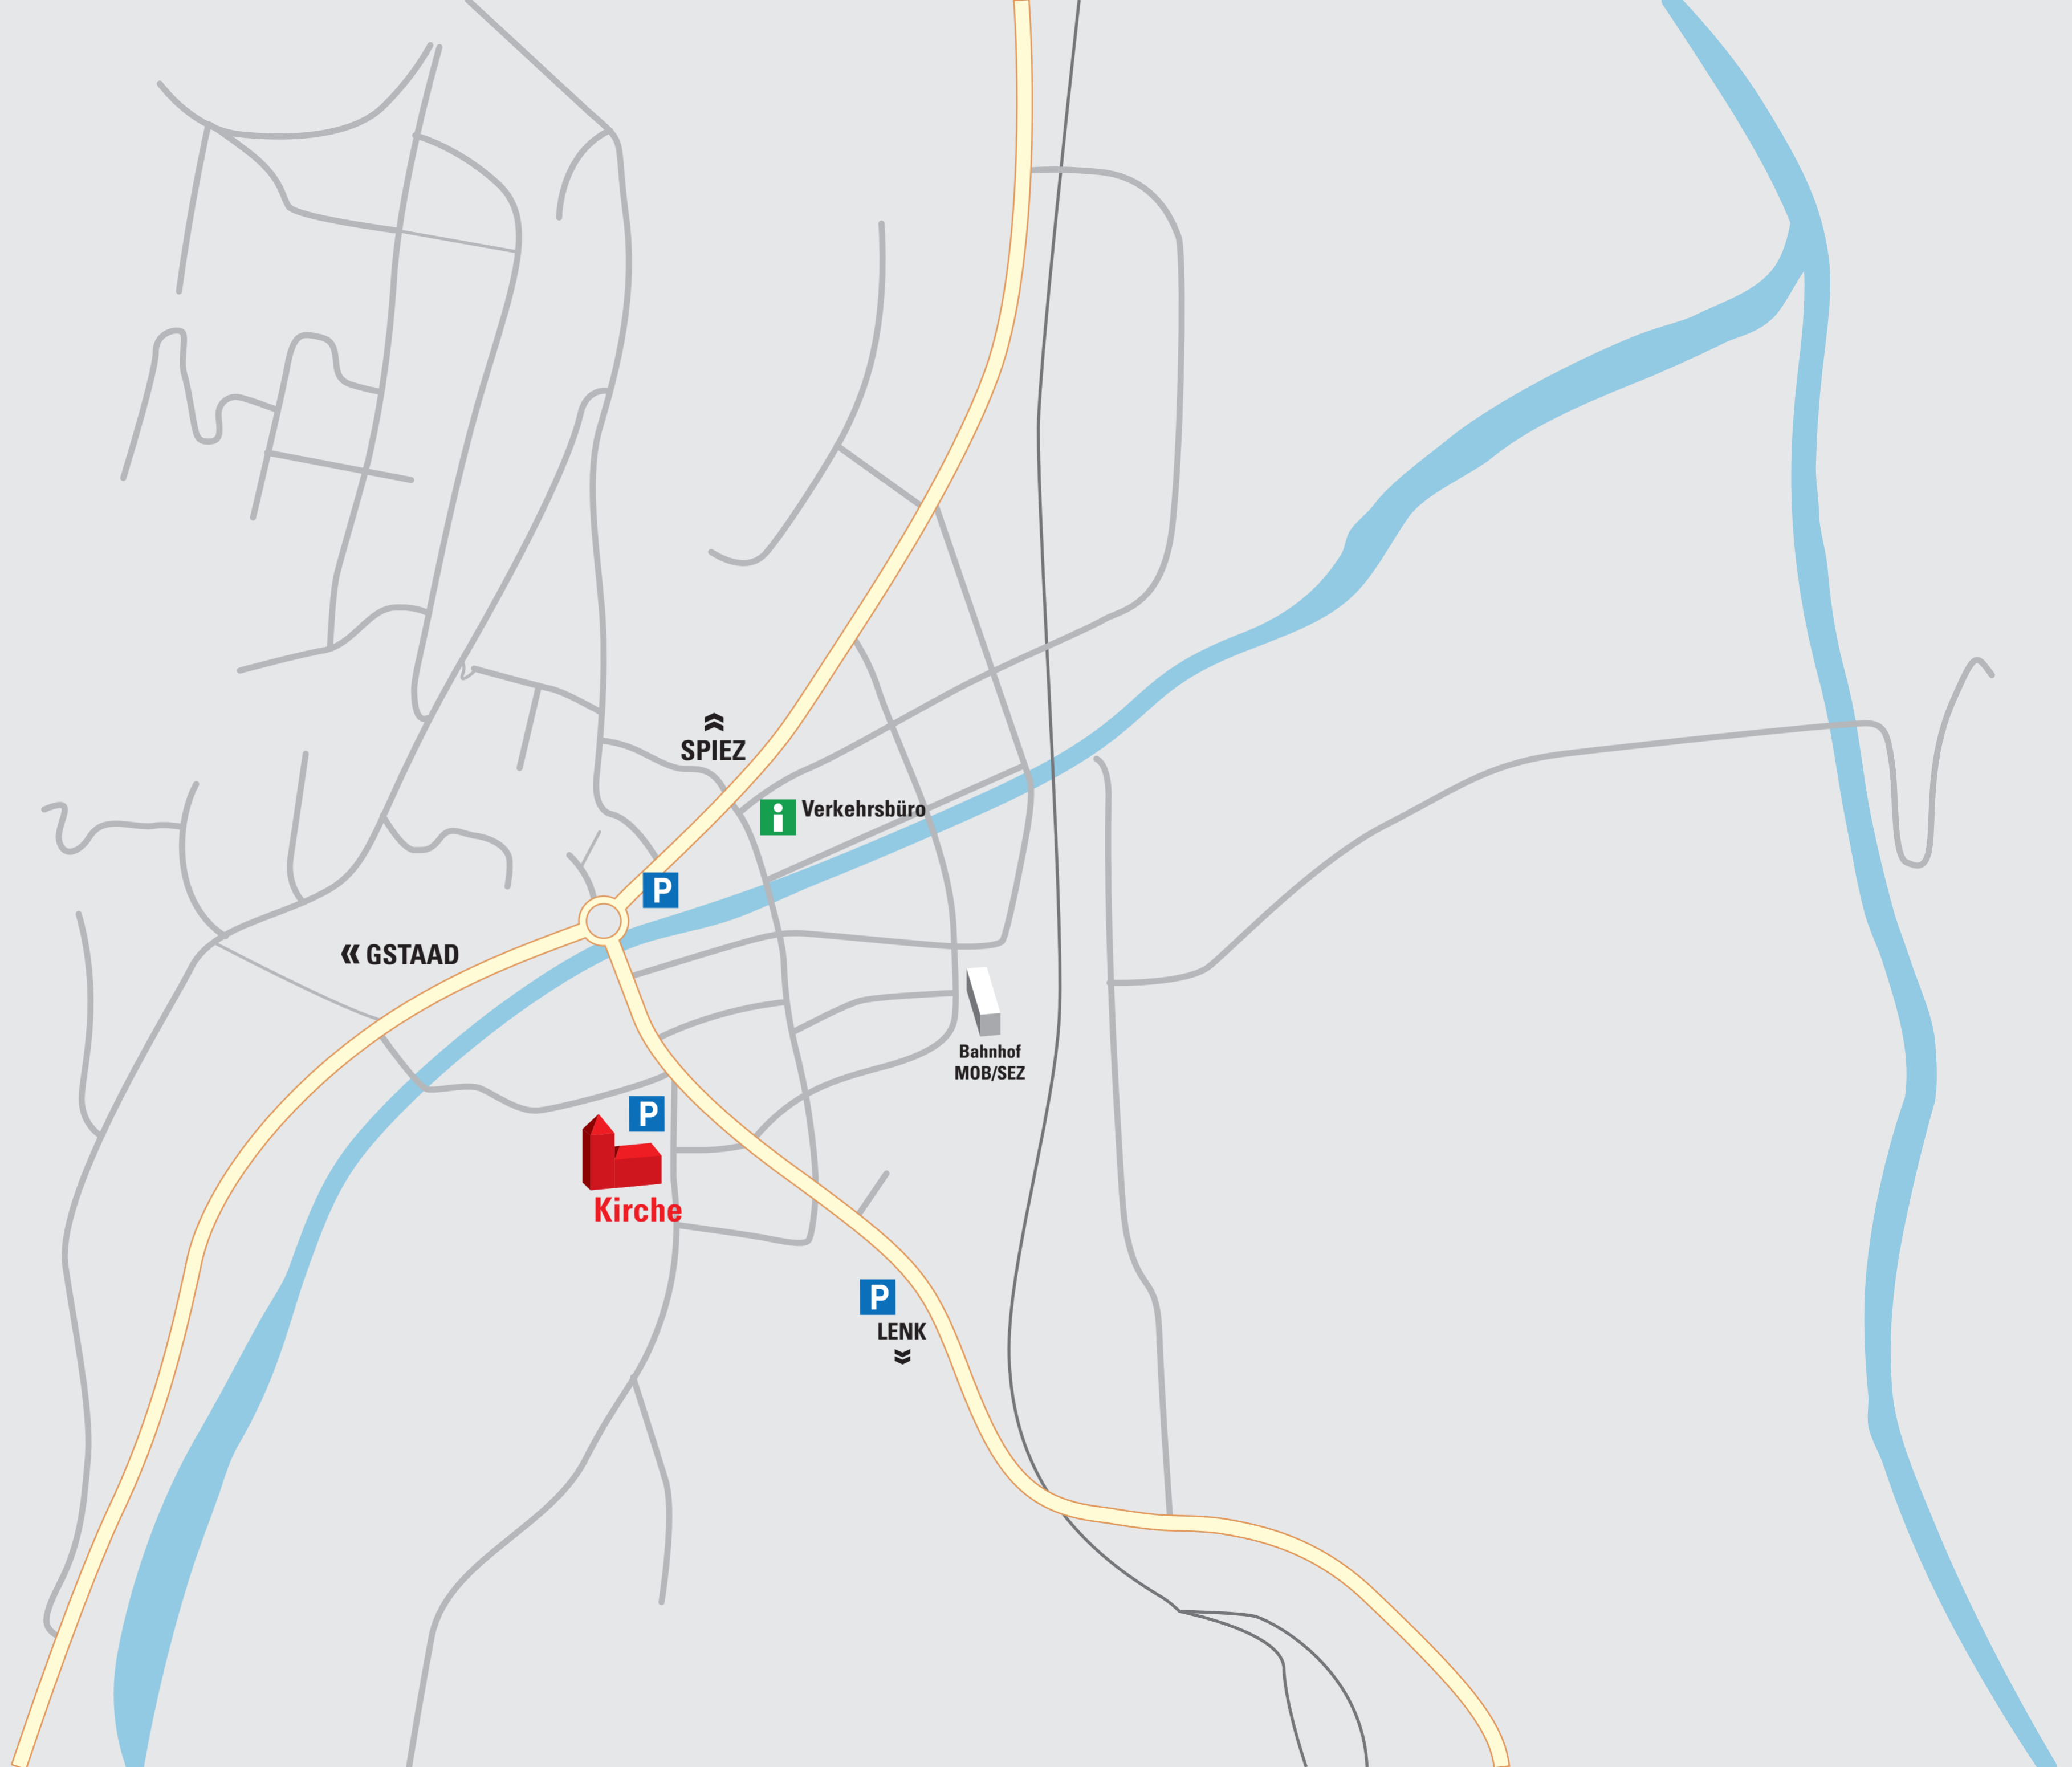 SPIEZ
Verkehrsbüro
P
GSTAAD
Bahnhof
MOB/SEZ
P
Kirche
P
LENK